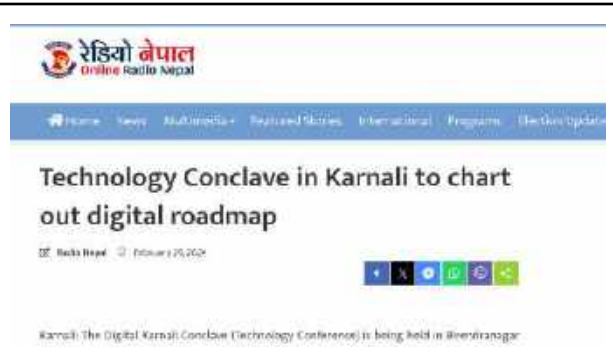 रेडियो नेपाल
Online Radio Nepal
Home News Multimedia Featured Stories International Programs Election Update
Technology Conclave in Karnali to chart
out digital roadmap
Radio Nepal February 2024
Karnali: The Digital Karnali Conclave (Technology Conference) is being held in Birendranagar